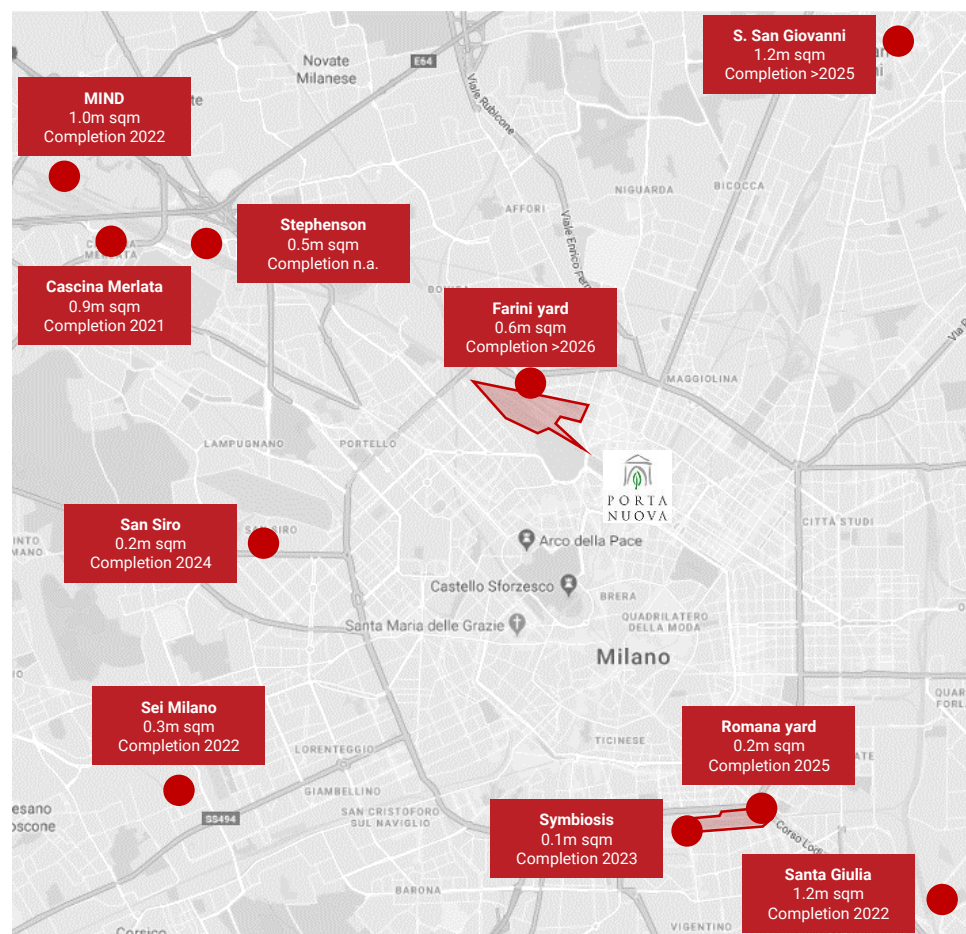 S. San Giovanni
1.2m sqm
Completion >2025
Novate
Milanese
E64
Viale Rubicone
MIND
1.0m sqm
Completion 2022
NIGUARDA
BICOCCA
AFFORI
Viale Enrico Fer
Stephenson
0.5m sqm
Completion n.a.
Cascina Merlata
0.9m sqm
Completion 2021
Farini yard
0.6m sqm
Completion >2026
MAGGIOLINA
LAMPUGNANO
PORTELLO
PORTA
NUOVA
San Siro
0.2m sqm
Completion 2024
CITTÀ STUDI
Arco della Pace
Castello Sforzesco
BRERA
QUADRILATERO
DELLA MODA
Santa Maria delle Grazie
Milano
Sei Milano
0.3m sqm
Completion 2022
Romana yard
0.2m sqm
Completion 2025
TICINESE
LORENTEGGIO
GIAMBELLINO
SS494
SAN CRISTOFORO
SUL NAVIGLIO
Symbiosis
0.1m sqm
Completion 2023
Corso Lodi
Santa Giulia
1.2m sqm
Completion 2022
BARONA
VIGENTINO
Corsico